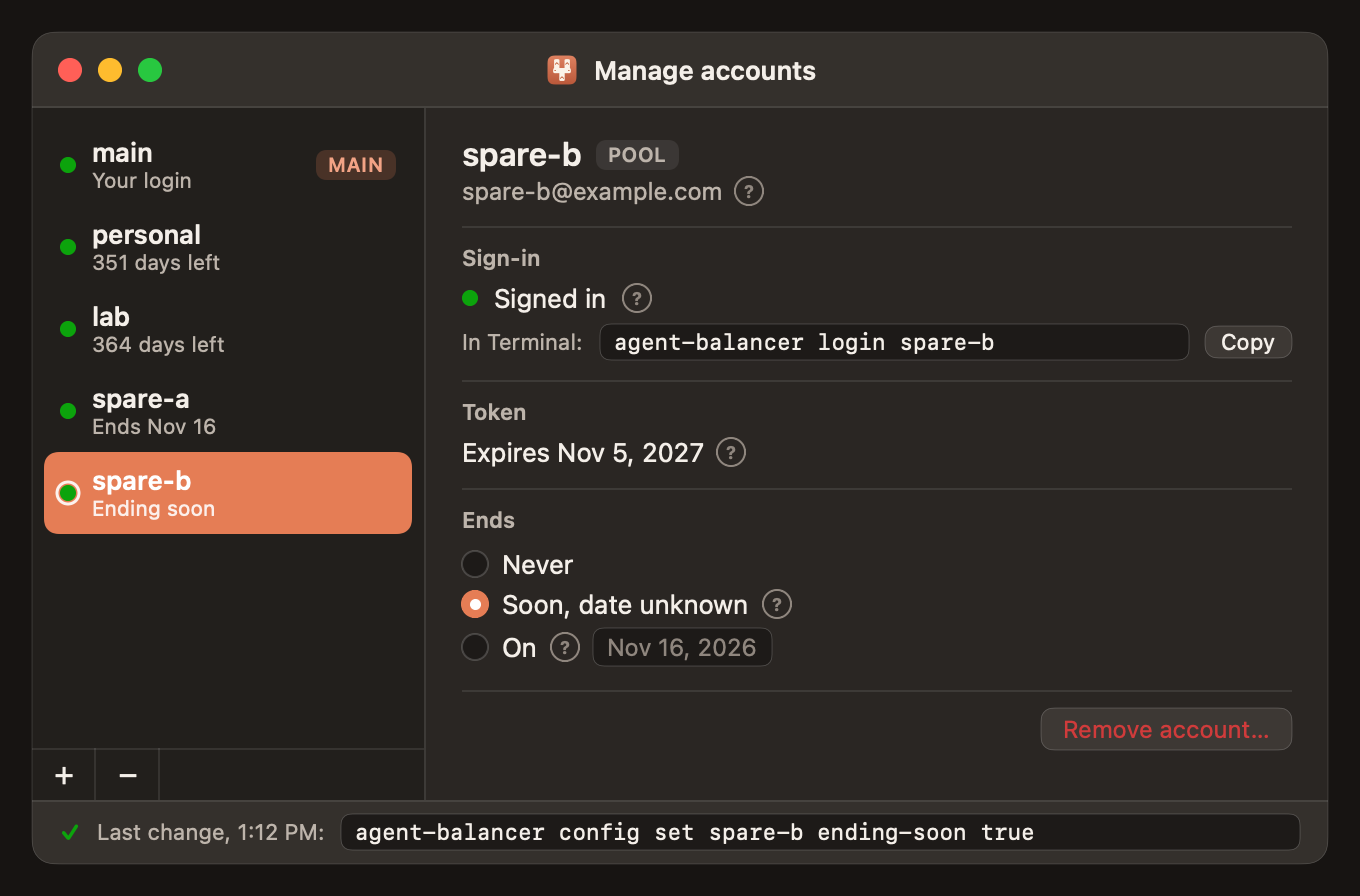 Manage accounts
main
Your login
MAIN
personal
351 days left
lab
364 days left
spare-a
Ends Nov 16
spare-b
Ending soon
+ −
spare-b POOL
spare-b@example.com ?
Sign-in
Signed in ?
In Terminal: agent-balancer login spare-b Copy
Token
Expires Nov 5, 2027 ?
Ends
Never
Soon, date unknown ?
On ? Nov 16, 2026
Remove account...
Last change, 1:12 PM: agent-balancer config set spare-b ending-soon true